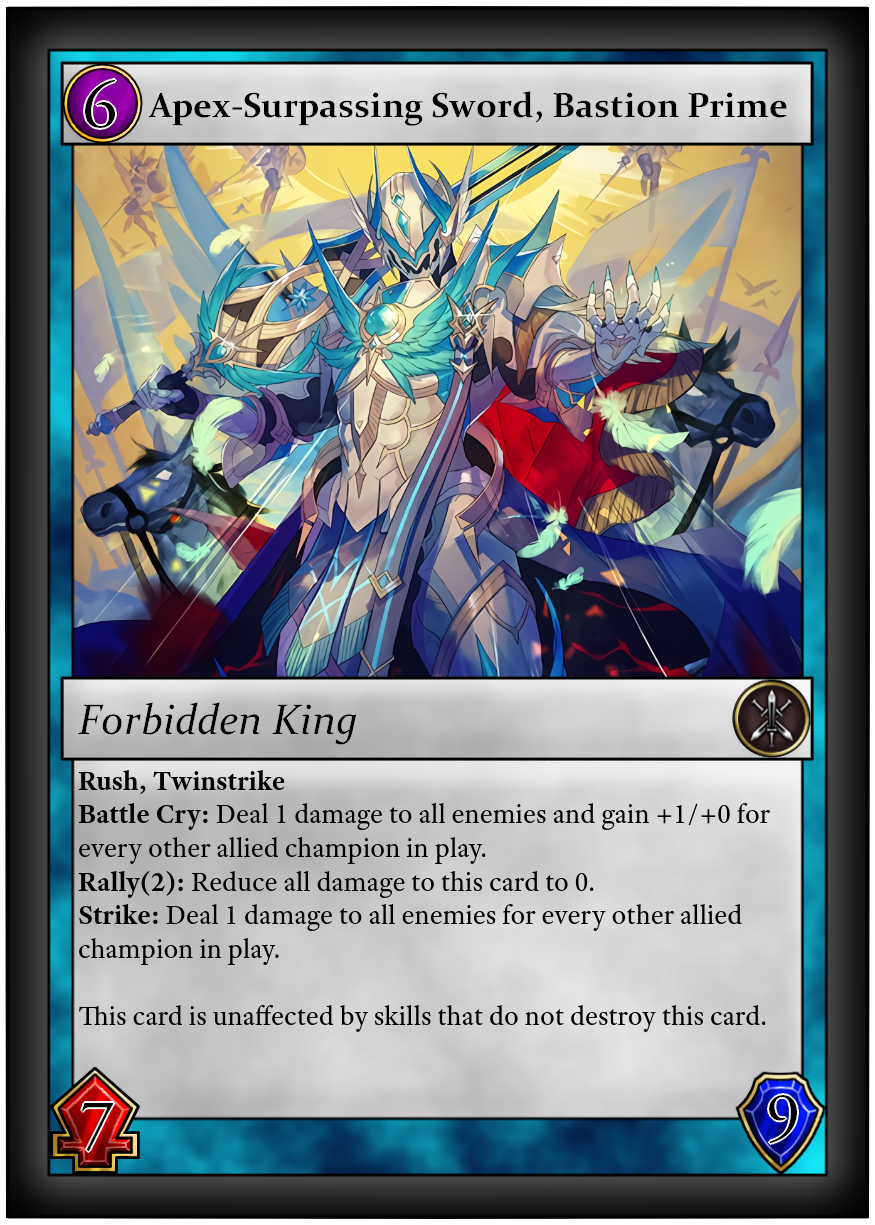 6 Apex-Surpassing Sword, Bastion Prime
Forbidden King
Rush, Twinstrike
Battle Cry: Deal 1 damage to all enemies and gain +1/+0 for
every other allied champion in play.
Rally(2): Reduce all damage to this card to 0.
Strike: Deal 1 damage to all enemies for every other allied
champion in play.
This card is unaffected by skills that do not destroy this card.
7 9